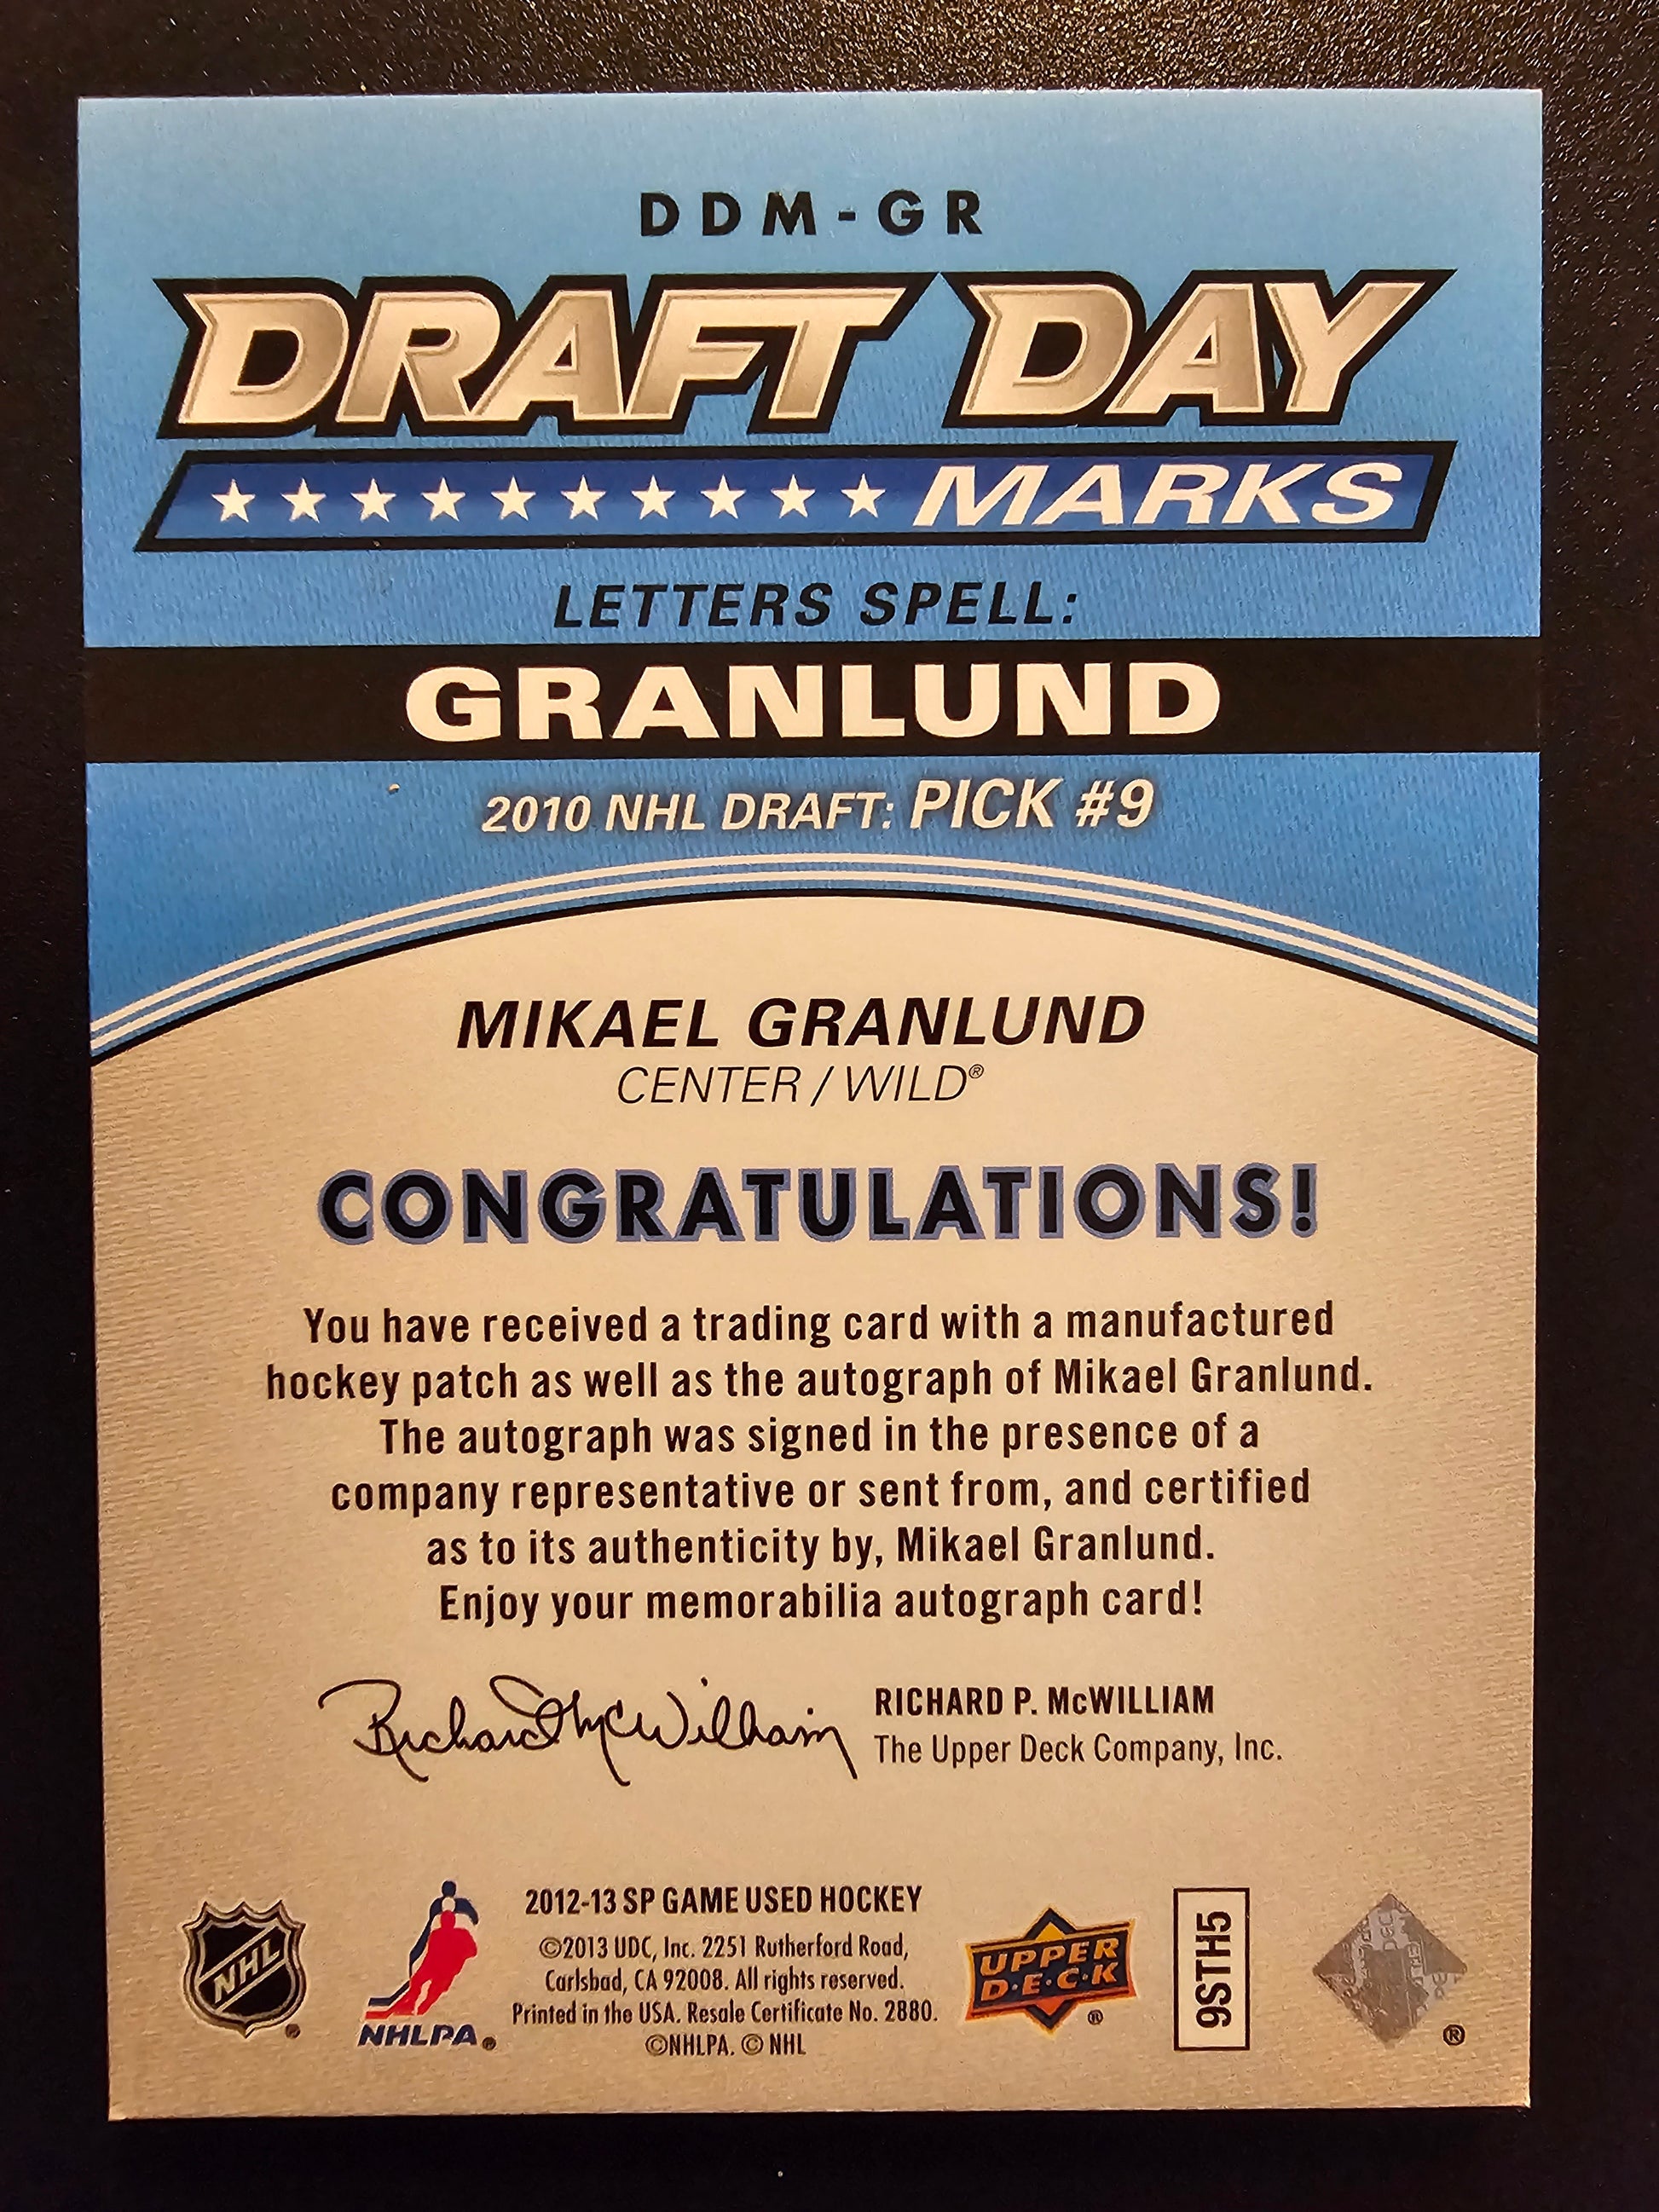 DDM-GR
DRAFT DAY
MARKS
LETTERS SPELL:
GRANLUND
2010 NHL DRAFT: PICK #9
MIKAEL GRANLUND
CENTER / WILD®
CONGRATULATIONS!
You have received a trading card with a manufactured
hockey patch as well as the autograph of Mikael Granlund.
The autograph was signed in the presence of a
company representative or sent from, and certified
as to its authenticity by, Mikael Granlund.
Enjoy your memorabilia autograph card!
Richard McWilliam
RICHARD P. McWILLIAM
The Upper Deck Company, Inc.
NHL
NHLPA
2012-13 SP GAME USED HOCKEY
©2013 UDC, Inc. 2251 Rutherford Road,
Carlsbad, CA 92008. All rights reserved.
Printed in the USA. Resale Certificate No. 2880.
©NHLPA. © NHL
UPPER
D·E·C·K
®
9STH5
®